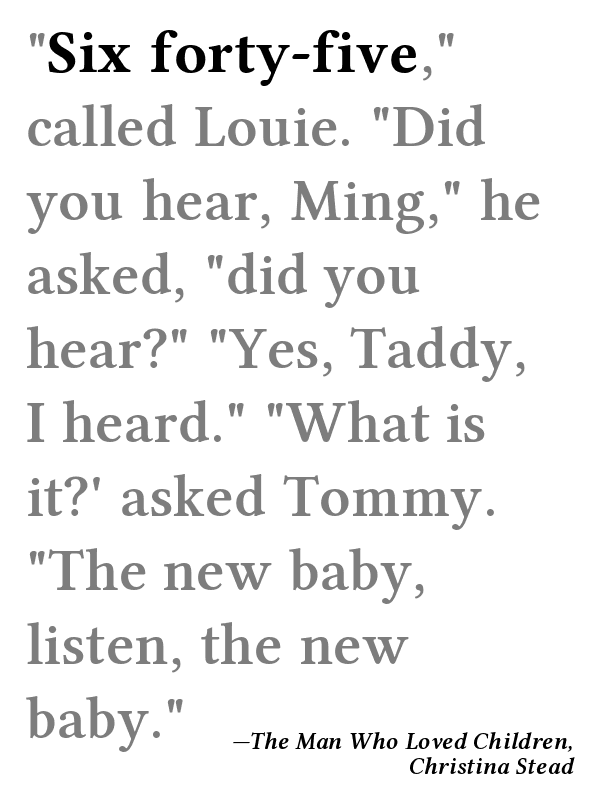 "Six forty-five,"
called Louie. "Did
you hear, Ming," he
asked, "did you
hear?" "Yes, Taddy,
I heard." "What is
it?' asked Tommy.
"The new baby,
listen, the new
baby."
—The Man Who Loved Children,
Christina Stead